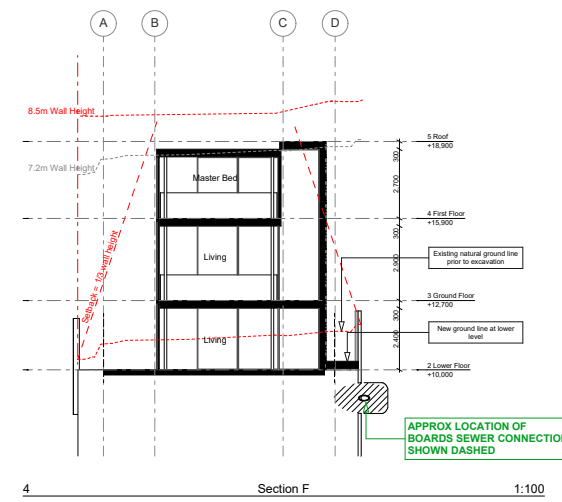 A B C D
8.5m Wall Height
5 Roof
+18,900
300
7.2m Wall Height
Master Bed
2,700
4 First Floor
+15,900
300
Setback = 1/3 wall height
Living
2,900
Existing natural ground line
prior to excavation
3 Ground Floor
+12,700
300
New ground line at lower
level
Living
2,400
2 Lower Floor
+10,000
APPROX LOCATION OF
BOARDS SEWER CONNECTION
SHOWN DASHED
4 Section F 1:100